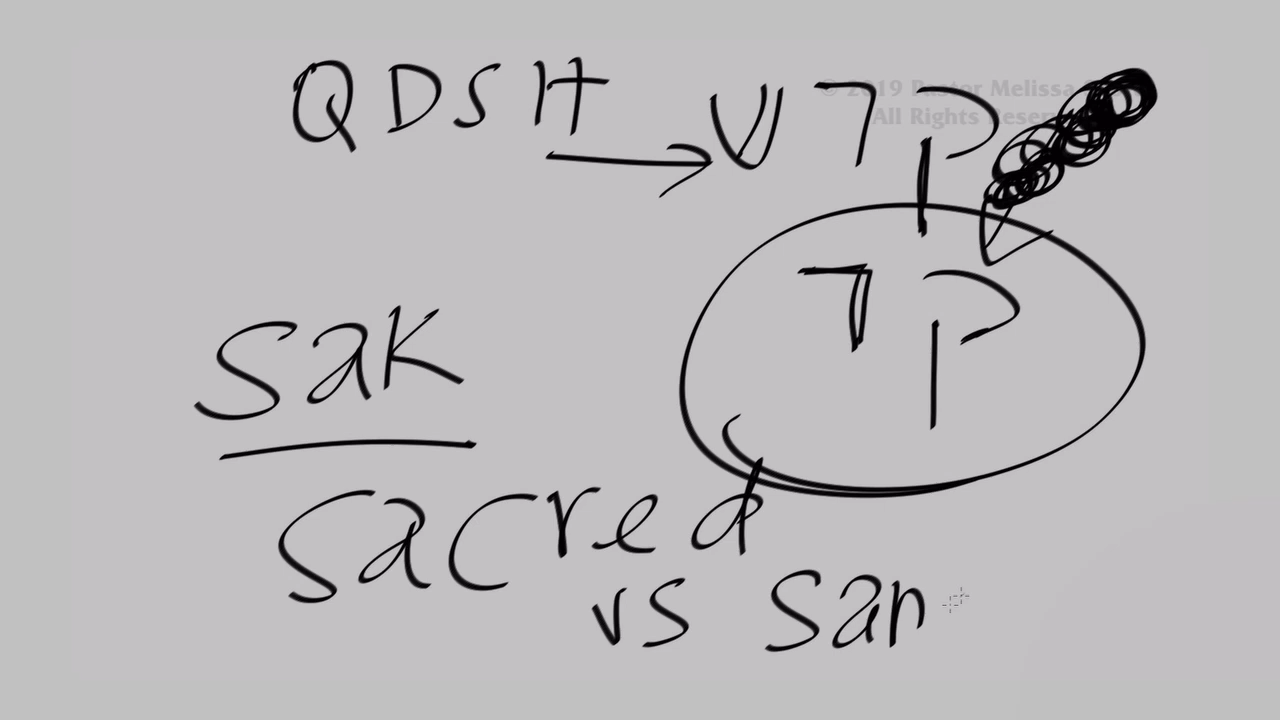 © 2019 Pastor Melissa
All Rights
QDSH → קדש
קד
sak
sacred
vs san